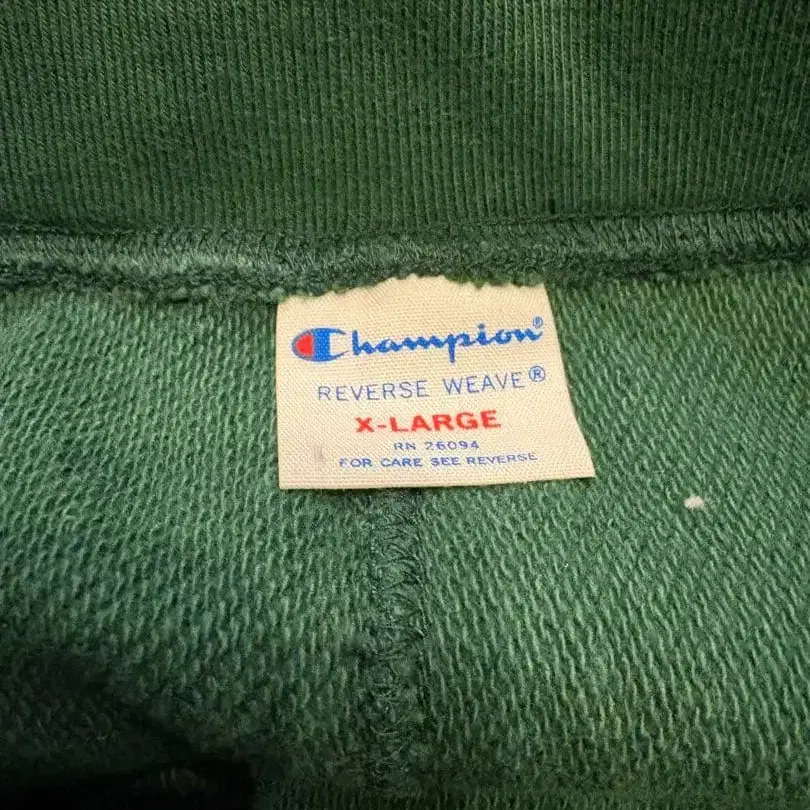 Champion®
REVERSE WEAVE®
X-LARGE
RN 26094
FOR CARE SEE REVERSE